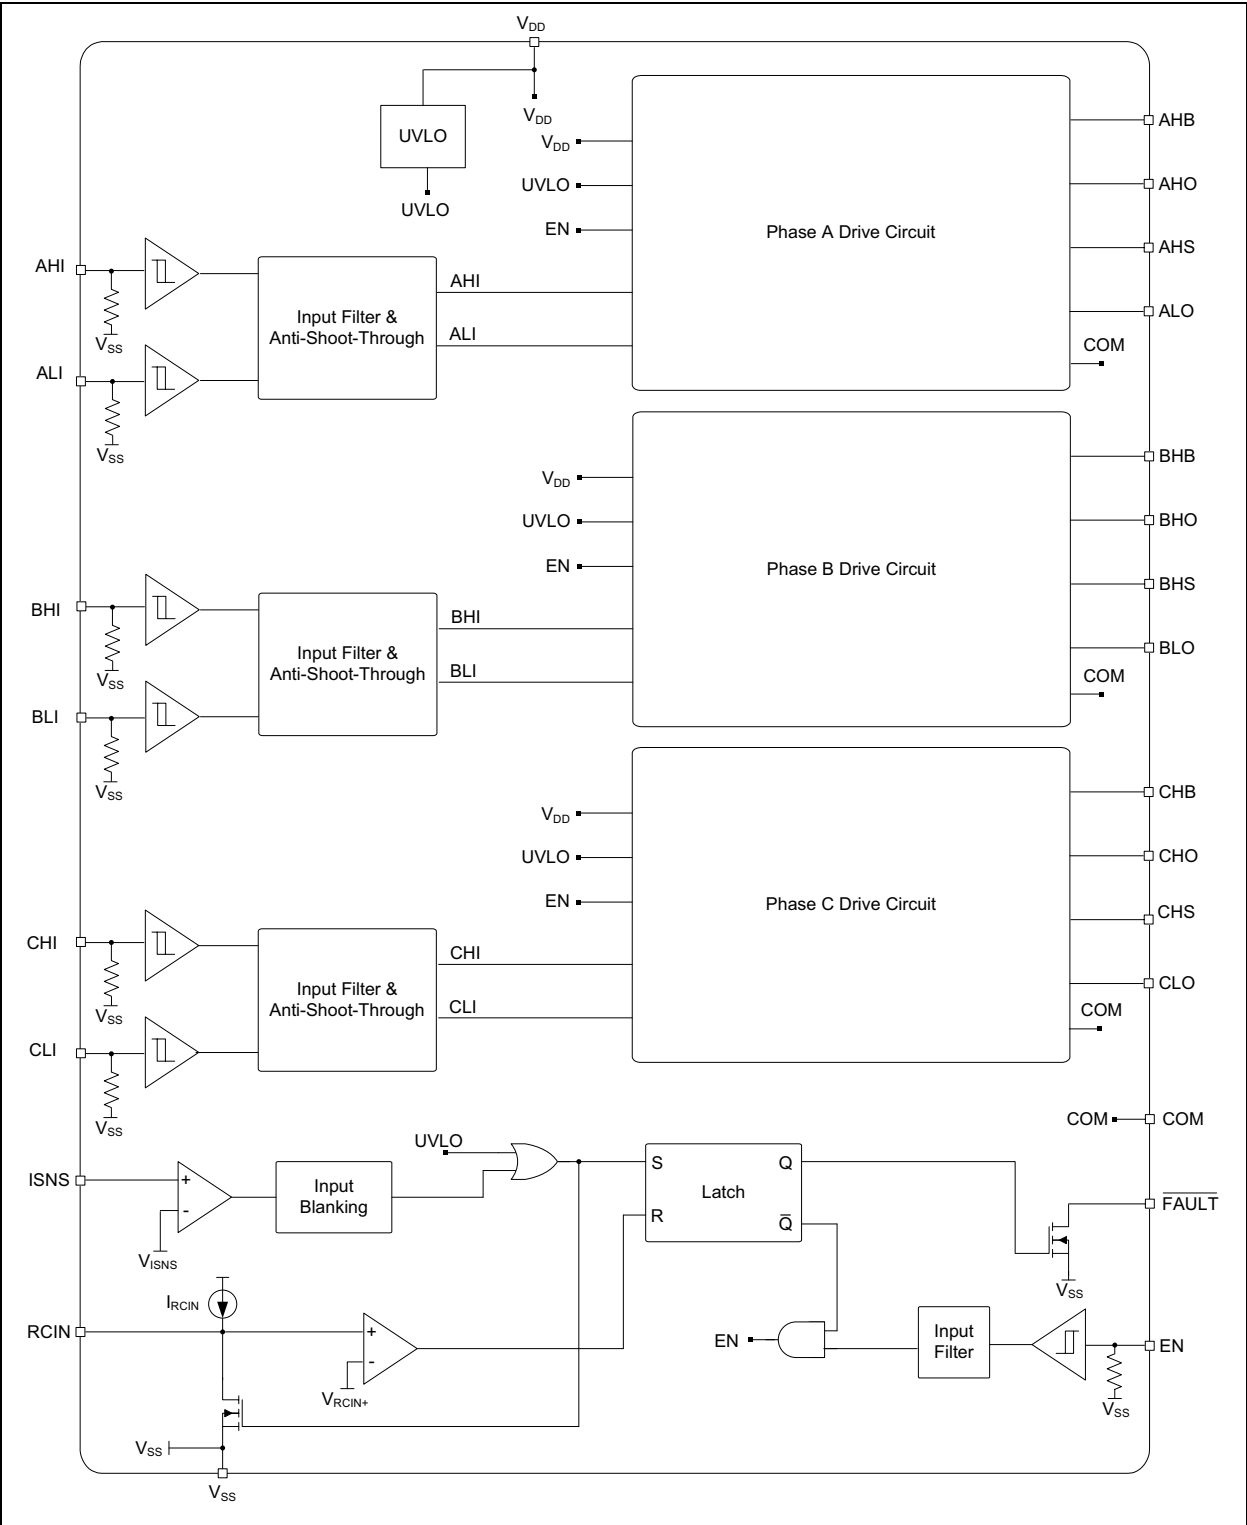 VDD
VDD
UVLO
UVLO
VDD
UVLO
EN
Phase A Drive Circuit
AHB
AHO
AHS
ALO
COM
AHI
VSS
ALI
VSS
Input Filter &
Anti-Shoot-Through
AHI
ALI
VDD
UVLO
EN
Phase B Drive Circuit
BHB
BHO
BHS
BLO
COM
BHI
VSS
BLI
VSS
Input Filter &
Anti-Shoot-Through
BHI
BLI
VDD
UVLO
EN
Phase C Drive Circuit
CHB
CHO
CHS
CLO
COM
CHI
VSS
CLI
VSS
Input Filter &
Anti-Shoot-Through
CHI
CLI
COM
COM
UVLO
ISNS
+
-
VISNS
Input
Blanking
S
Q
Latch
R
Q̅
FAULT
VSS
IRCIN
RCIN
+
-
VRCIN+
EN
Input
Filter
EN
VSS
VSS
VSS